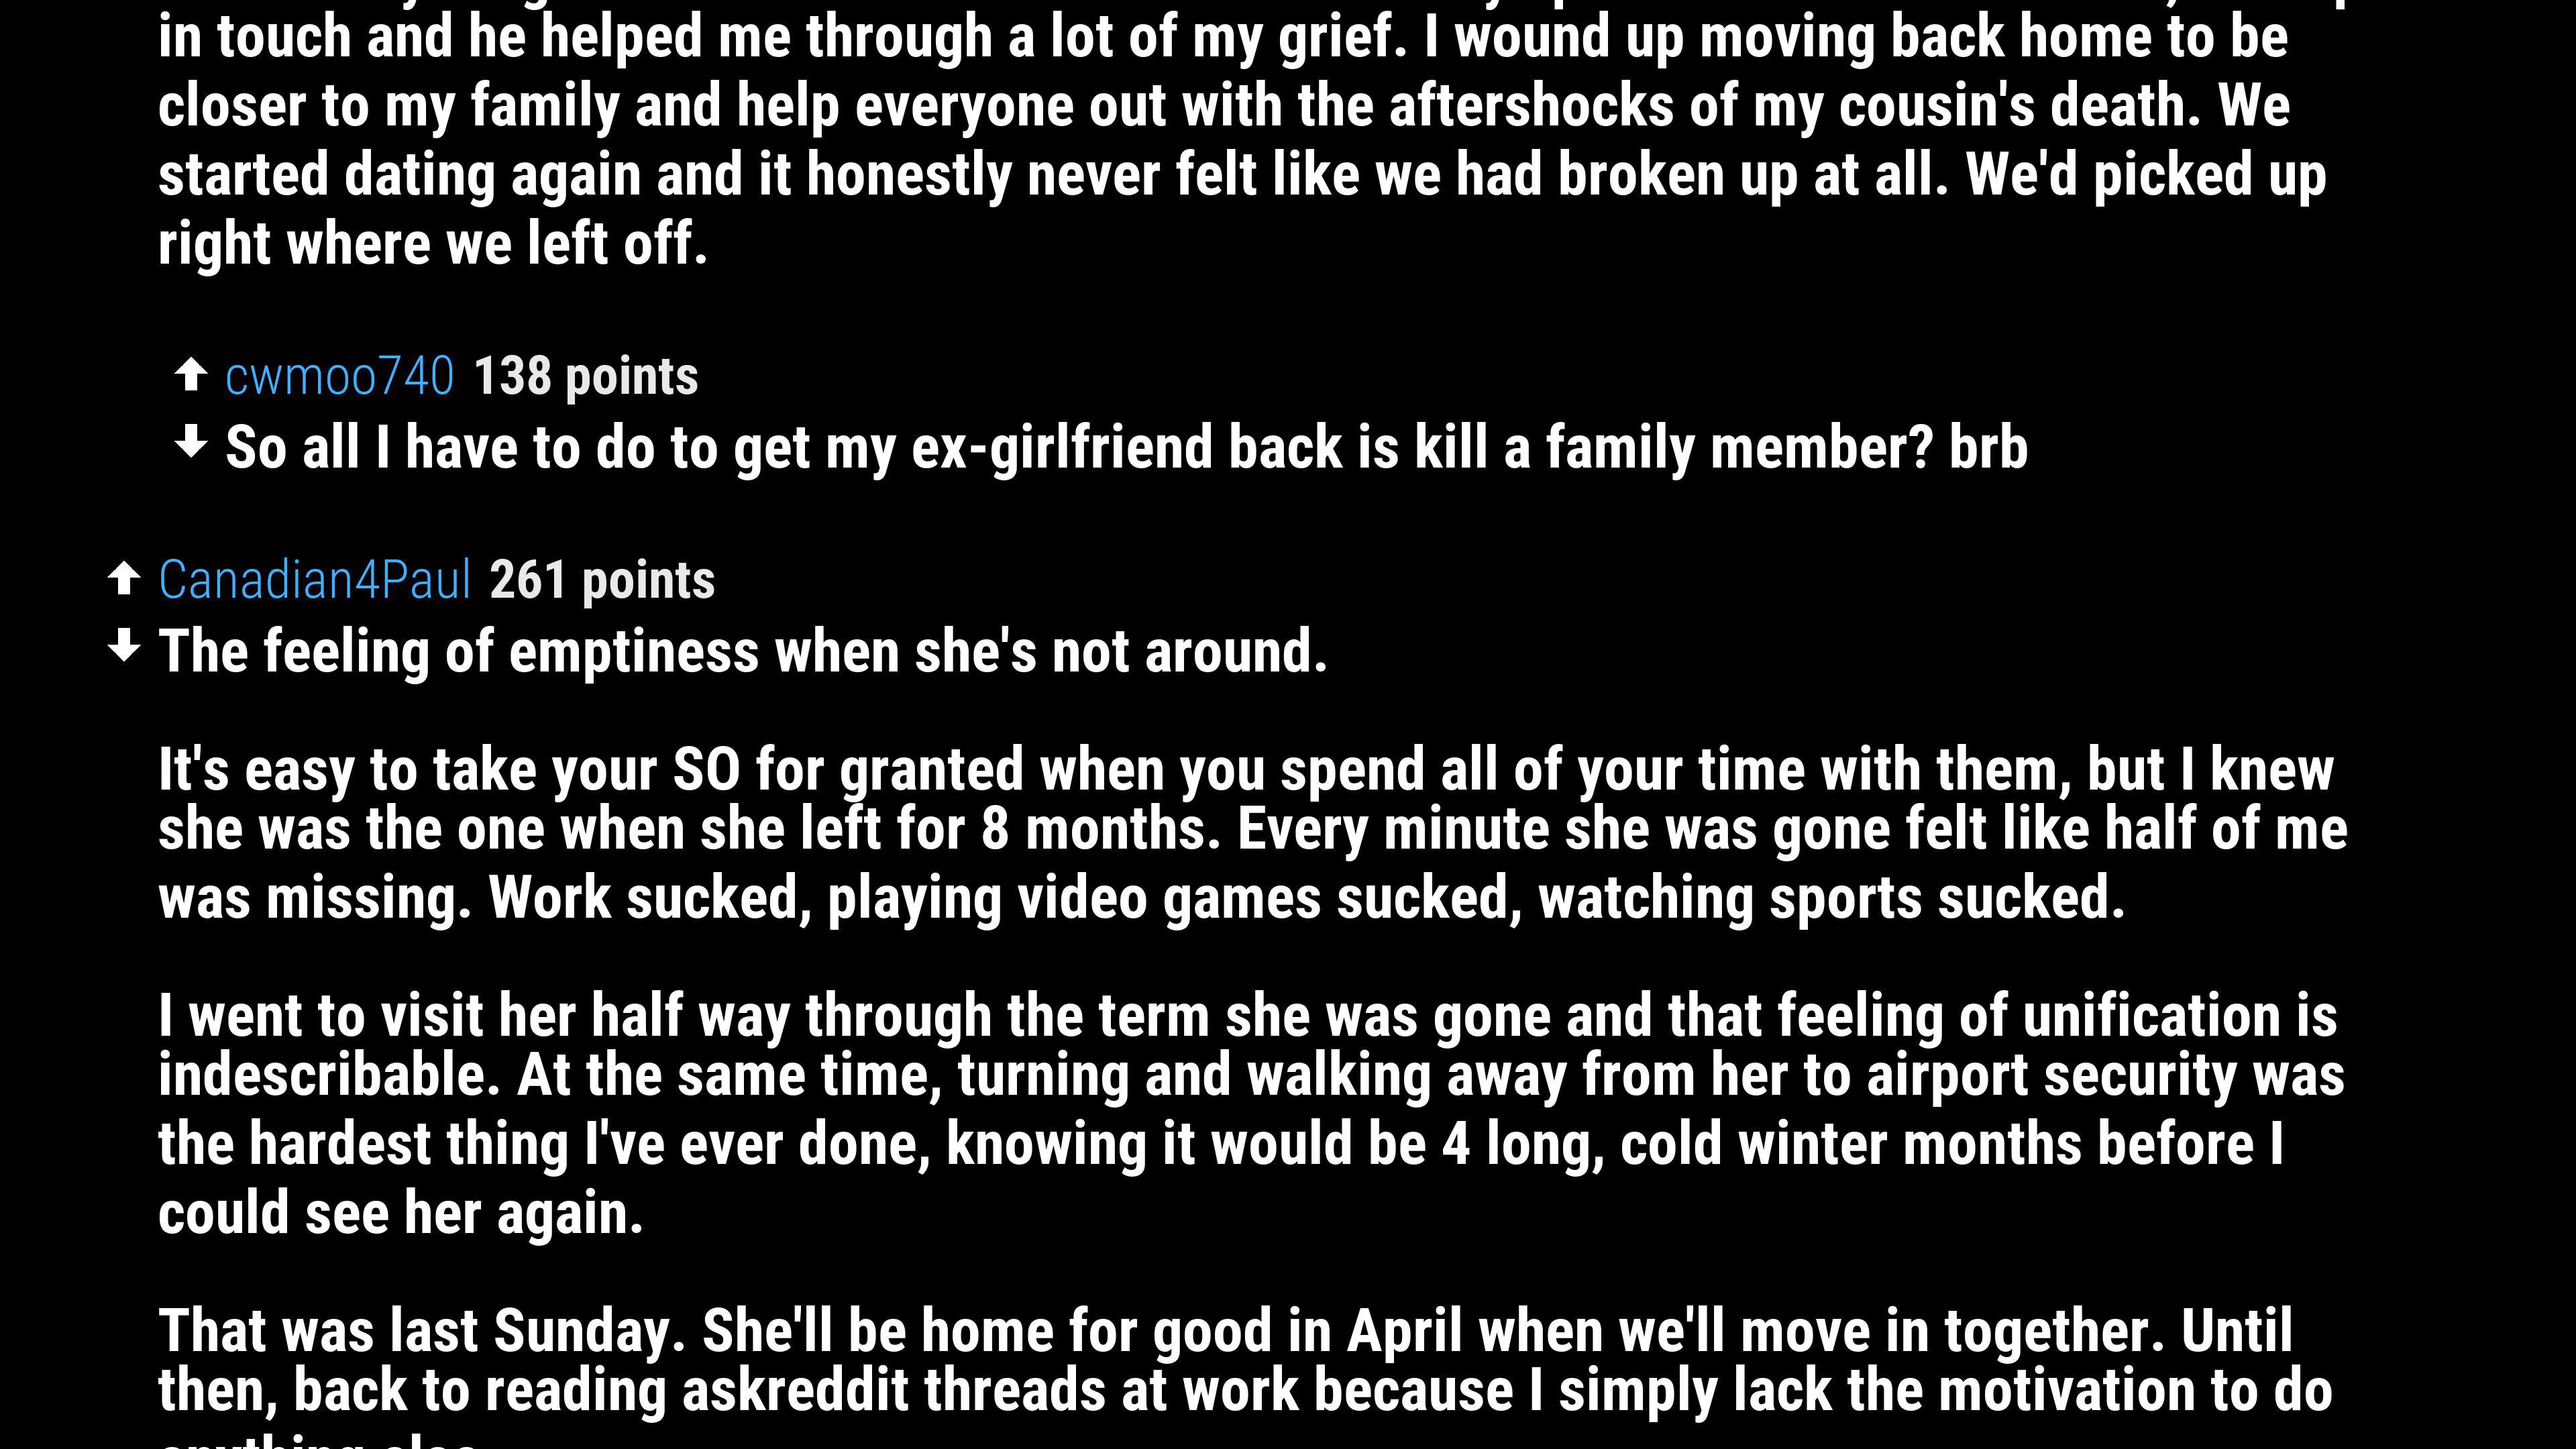 in touch and he helped me through a lot of my grief. I wound up moving back home to be
closer to my family and help everyone out with the aftershocks of my cousin's death. We
started dating again and it honestly never felt like we had broken up at all. We'd picked up
right where we left off.
cwmoo740 138 points
So all I have to do to get my ex-girlfriend back is kill a family member? brb
Canadian4Paul 261 points
The feeling of emptiness when she's not around.
It's easy to take your SO for granted when you spend all of your time with them, but I knew
she was the one when she left for 8 months. Every minute she was gone felt like half of me
was missing. Work sucked, playing video games sucked, watching sports sucked.
I went to visit her half way through the term she was gone and that feeling of unification is
indescribable. At the same time, turning and walking away from her to airport security was
the hardest thing I've ever done, knowing it would be 4 long, cold winter months before I
could see her again.
That was last Sunday. She'll be home for good in April when we'll move in together. Until
then, back to reading askreddit threads at work because I simply lack the motivation to do
anything else.